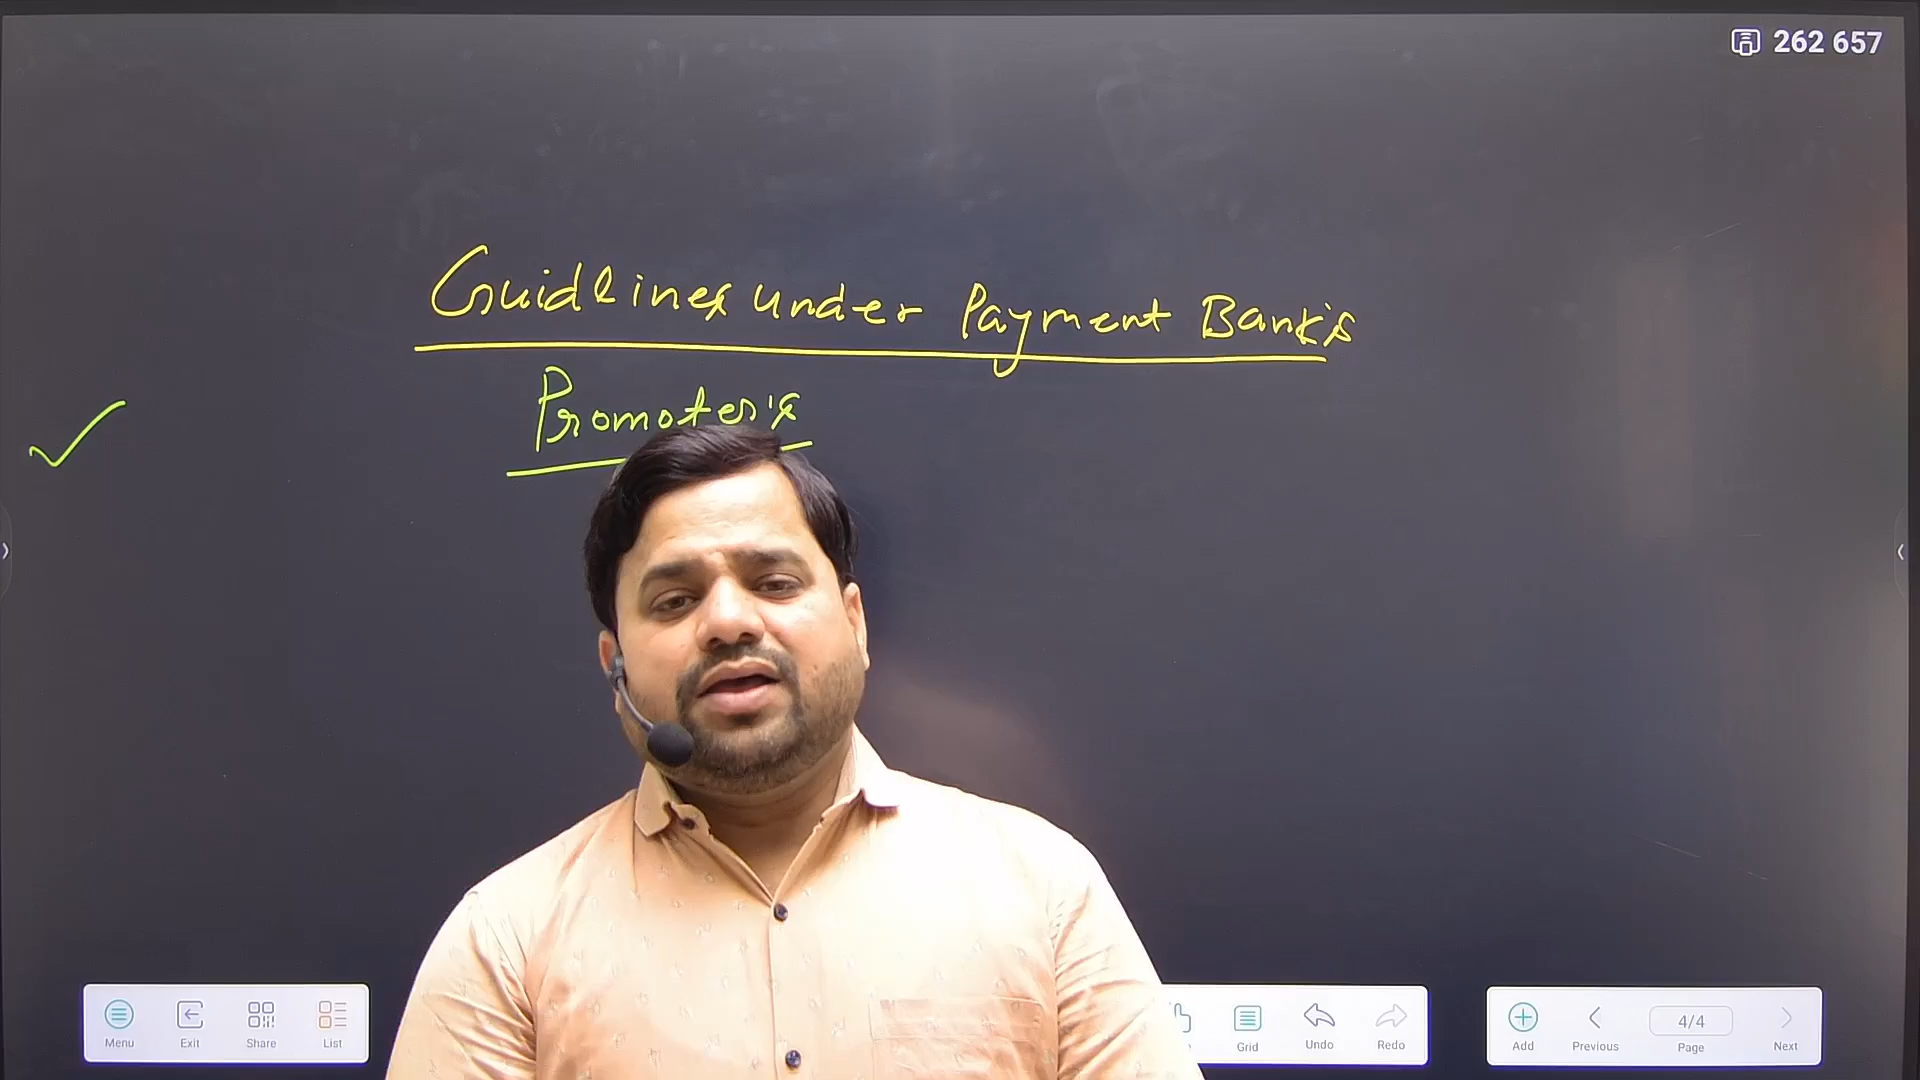 262 657
Guidlines under Payment Bank's
Promoter's
Menu Exit Share List Grid Undo Redo Add Previous 4/4 Page Next